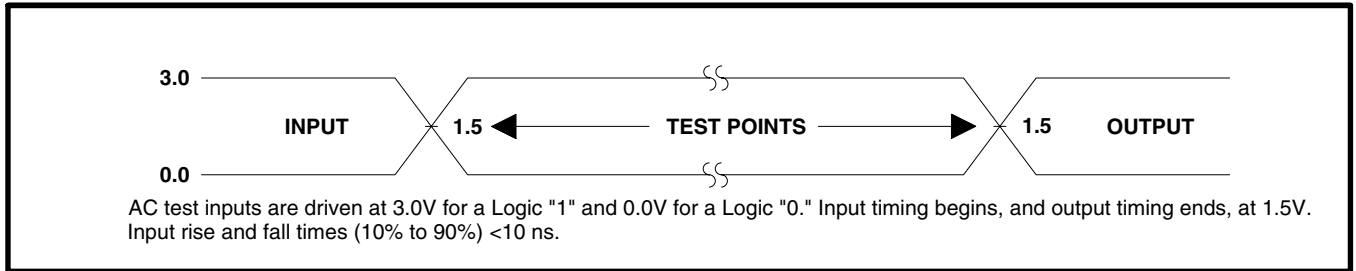 3.0
INPUT 1.5 TEST POINTS 1.5 OUTPUT
0.0
AC test inputs are driven at 3.0V for a Logic "1" and 0.0V for a Logic "0." Input timing begins, and output timing ends, at 1.5V.
Input rise and fall times (10% to 90%) <10 ns.